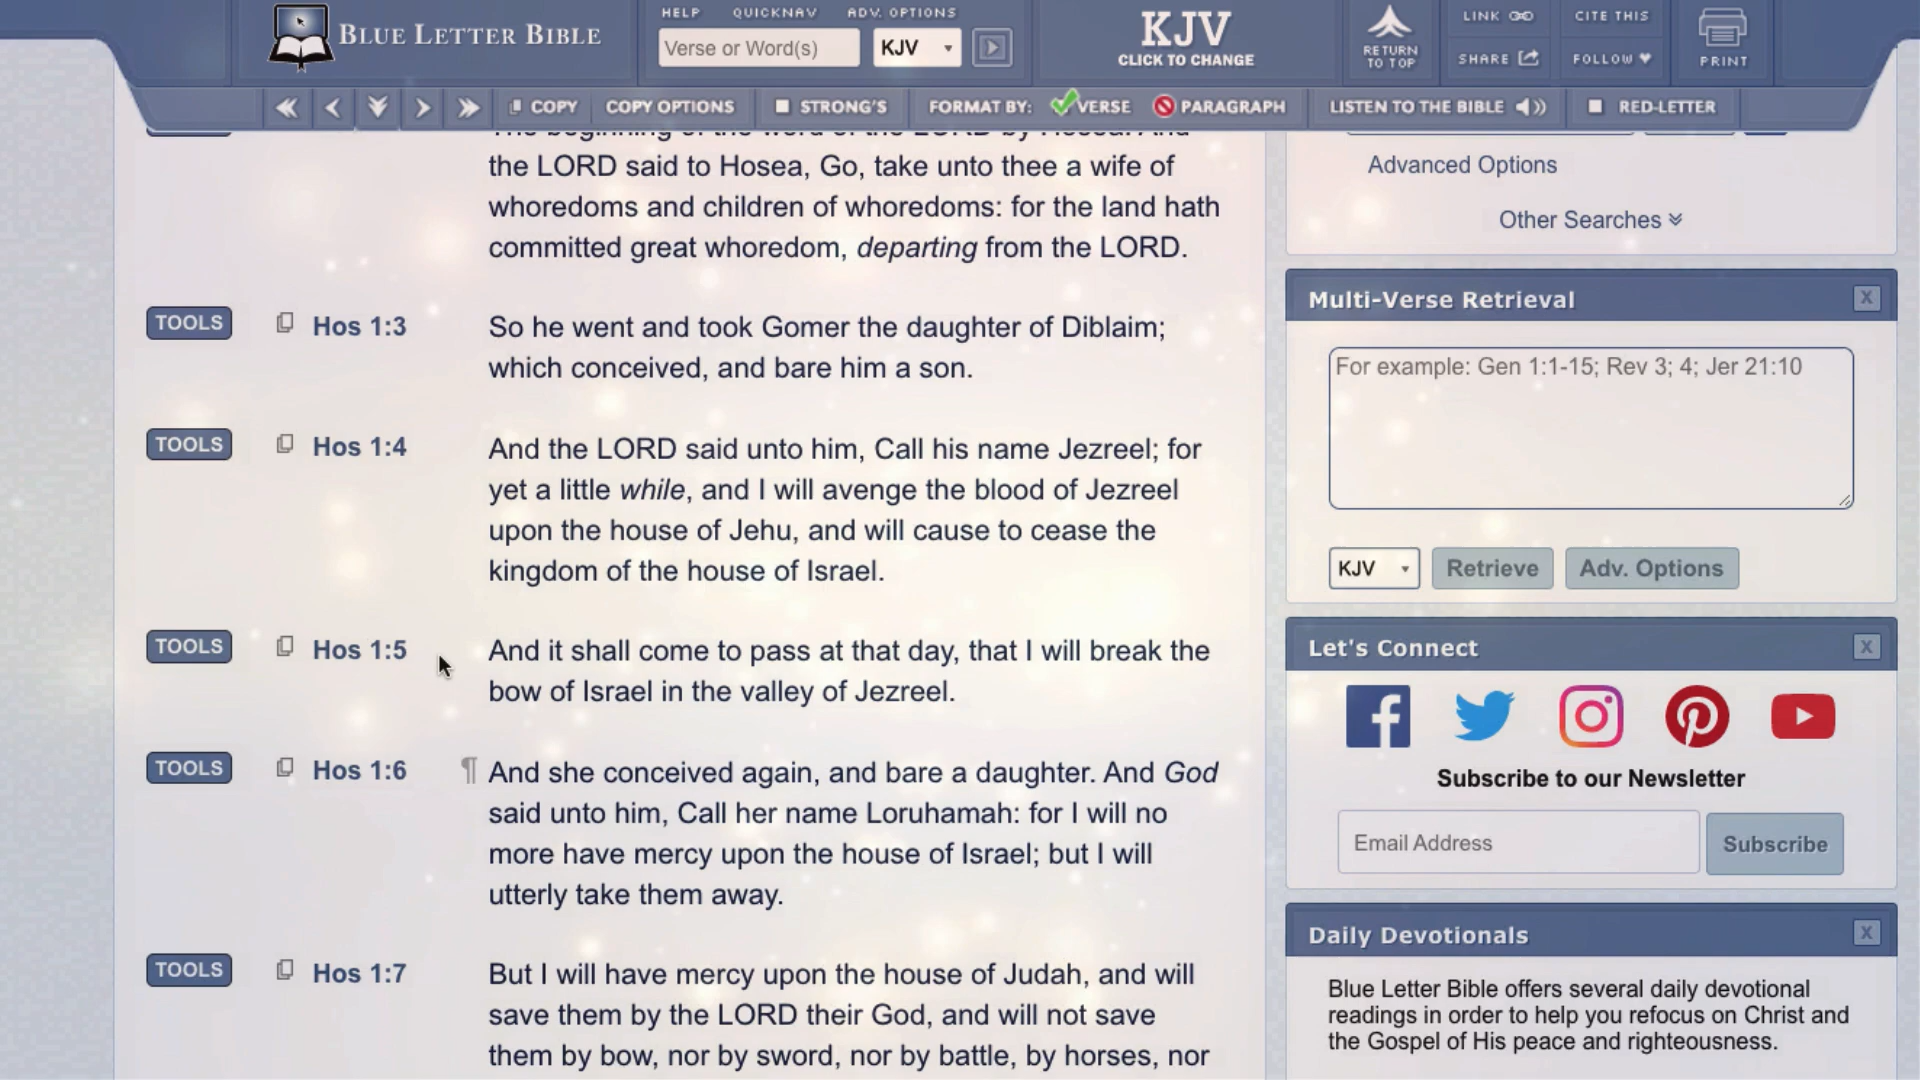 BLUE LETTER BIBLE
HELP QUICKNAV ADV. OPTIONS
Verse or Word(s) KJV
KJV
CLICK TO CHANGE
RETURN
TO TOP
LINK
SHARE
CITE THIS
FOLLOW
PRINT
COPY COPY OPTIONS STRONG'S FORMAT BY: VERSE PARAGRAPH LISTEN TO THE BIBLE RED-LETTER
The beginning of the word of the LORD by Hosea. And
the LORD said to Hosea, Go, take unto thee a wife of
whoredoms and children of whoredoms: for the land hath
committed great whoredom, departing from the LORD.
TOOLS Hos 1:3 So he went and took Gomer the daughter of Diblaim;
which conceived, and bare him a son.
TOOLS Hos 1:4 And the LORD said unto him, Call his name Jezreel; for
yet a little while, and I will avenge the blood of Jezreel
upon the house of Jehu, and will cause to cease the
kingdom of the house of Israel.
TOOLS Hos 1:5 And it shall come to pass at that day, that I will break the
bow of Israel in the valley of Jezreel.
TOOLS Hos 1:6 ¶ And she conceived again, and bare a daughter. And God
said unto him, Call her name Loruhamah: for I will no
more have mercy upon the house of Israel; but I will
utterly take them away.
TOOLS Hos 1:7 But I will have mercy upon the house of Judah, and will
save them by the LORD their God, and will not save
them by bow, nor by sword, nor by battle, by horses, nor
Advanced Options
Other Searches
Multi-Verse Retrieval X
For example: Gen 1:1-15; Rev 3; 4; Jer 21:10
KJV Retrieve Adv. Options
Let's Connect X
Subscribe to our Newsletter
Email Address Subscribe
Daily Devotionals X
Blue Letter Bible offers several daily devotional
readings in order to help you refocus on Christ and
the Gospel of His peace and righteousness.